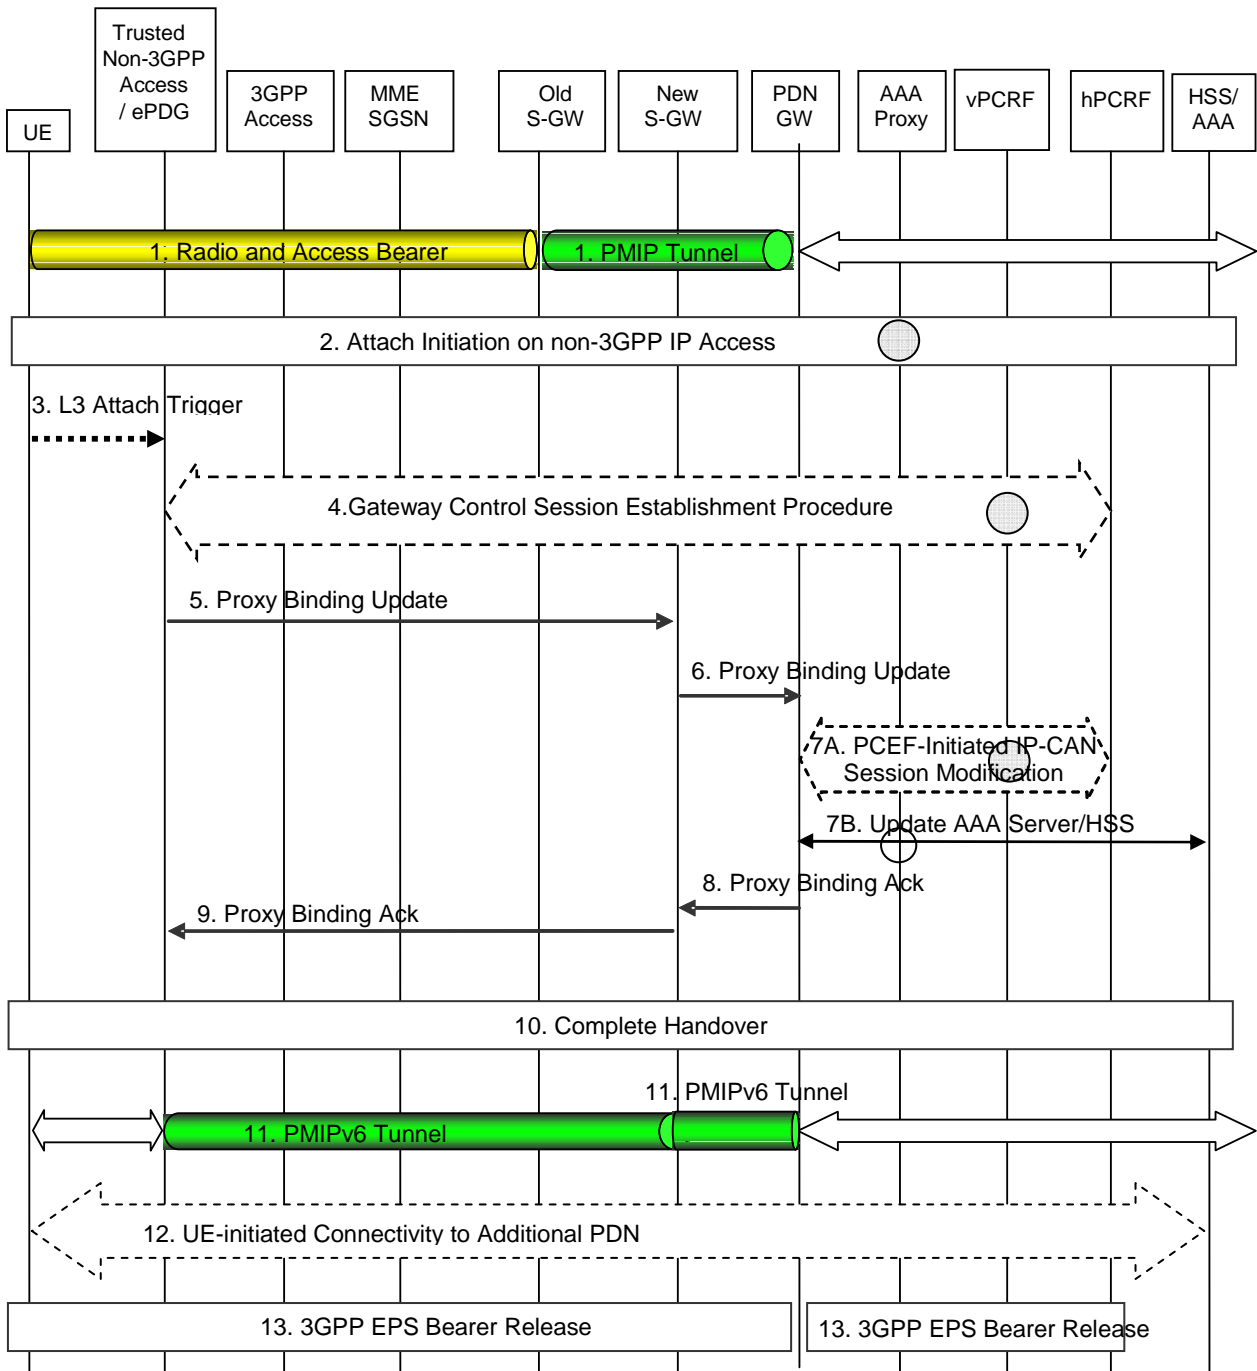 UE
Trusted
Non-3GPP
Access
/ ePDG
3GPP
Access
MME
SGSN
Old
S-GW
New
S-GW
PDN
GW
AAA
Proxy
vPCRF
hPCRF
HSS/
AAA
1. Radio and Access Bearer
1. PMIP Tunnel
2. Attach Initiation on non-3GPP IP Access
3. L3 Attach Trigger
4.Gateway Control Session Establishment Procedure
5. Proxy Binding Update
6. Proxy Binding Update
7A. PCEF-Initiated IP-CAN
Session Modification
7B. Update AAA Server/HSS
8. Proxy Binding Ack
9. Proxy Binding Ack
10. Complete Handover
11. PMIPv6 Tunnel
11. PMIPv6 Tunnel
12. UE-initiated Connectivity to Additional PDN
13. 3GPP EPS Bearer Release
13. 3GPP EPS Bearer Release